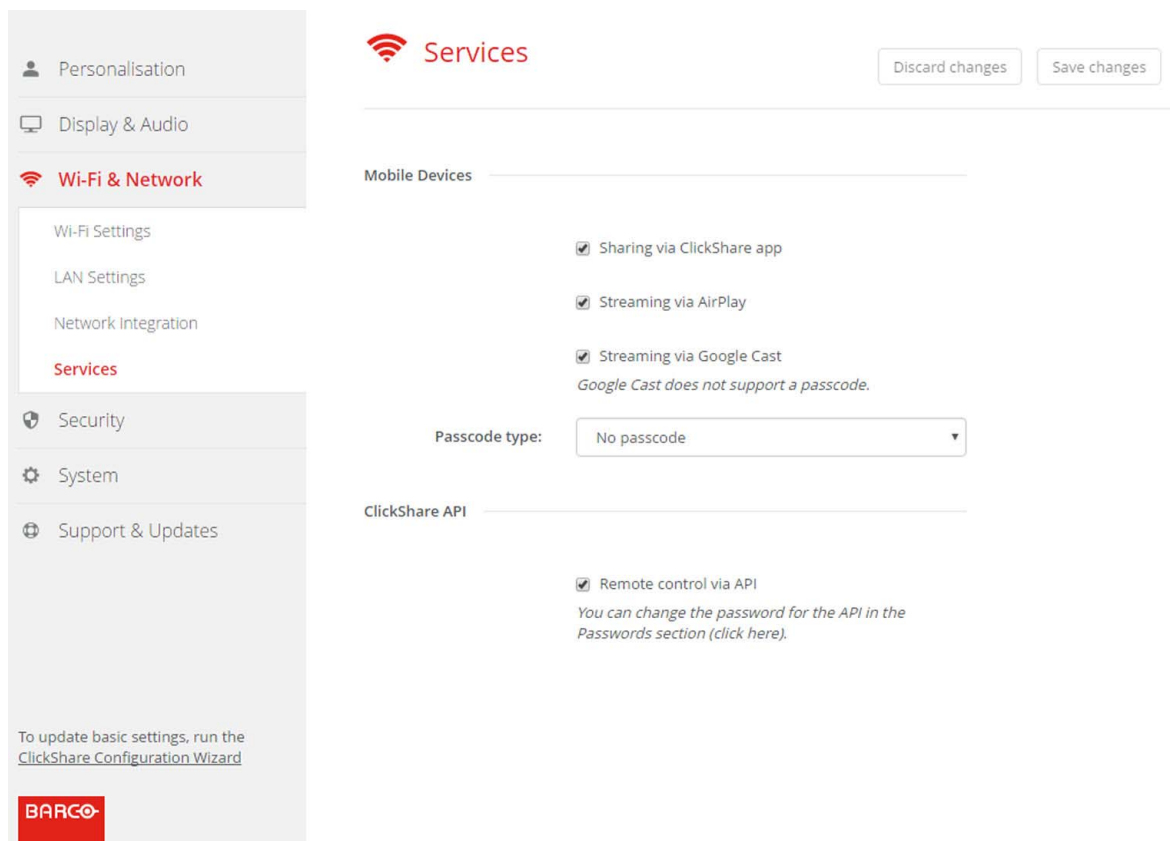 Personalisation
Display & Audio
Wi-Fi & Network
Wi-Fi Settings
LAN Settings
Network Integration
Services
Security
System
Support & Updates
To update basic settings, run the
ClickShare Configuration Wizard
BARCO
Services
Discard changes
Save changes
Mobile Devices
Sharing via ClickShare app
Streaming via AirPlay
Streaming via Google Cast
Google Cast does not support a passcode.
Passcode type:
No passcode
ClickShare API
Remote control via API
You can change the password for the API in the
Passwords section (click here).